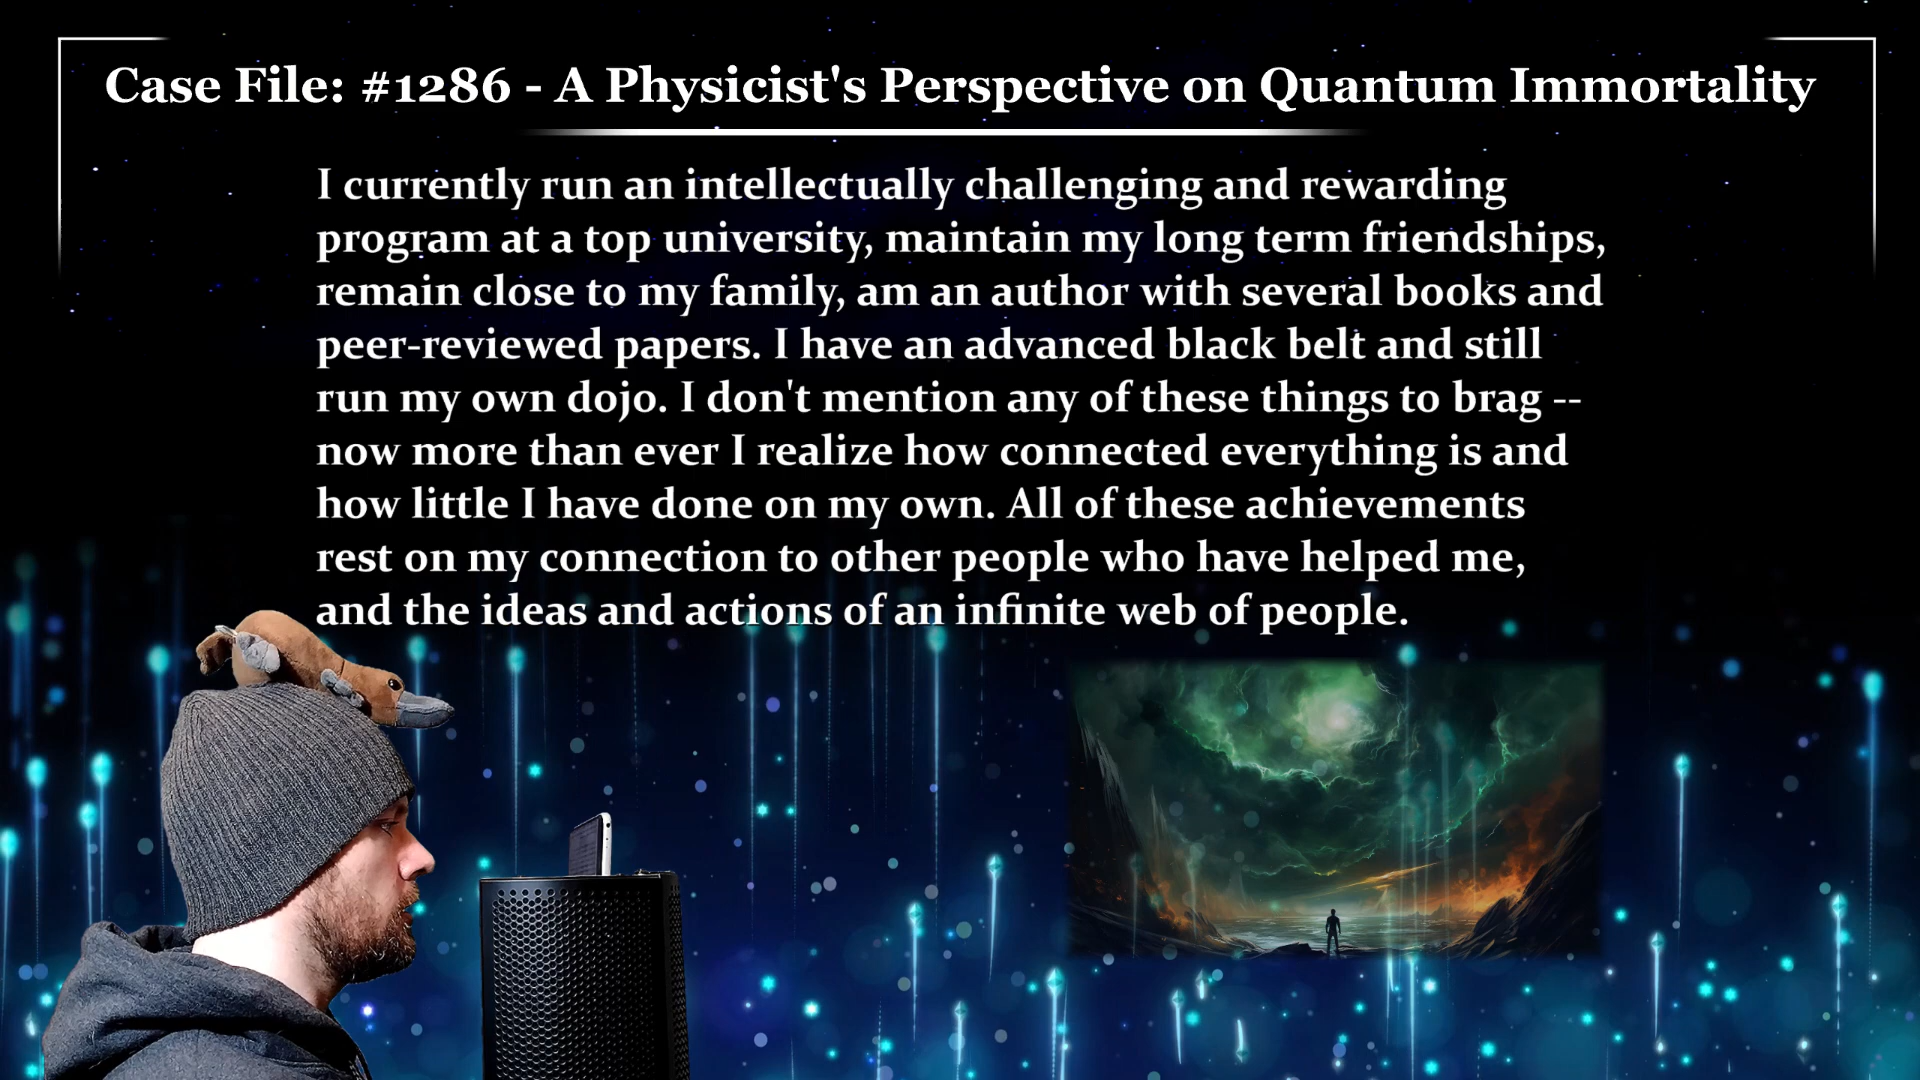 Case File: #1286 - A Physicist's Perspective on Quantum Immortality
I currently run an intellectually challenging and rewarding
program at a top university, maintain my long term friendships,
remain close to my family, am an author with several books and
peer-reviewed papers. I have an advanced black belt and still
run my own dojo. I don't mention any of these things to brag --
now more than ever I realize how connected everything is and
how little I have done on my own. All of these achievements
rest on my connection to other people who have helped me,
and the ideas and actions of an infinite web of people.